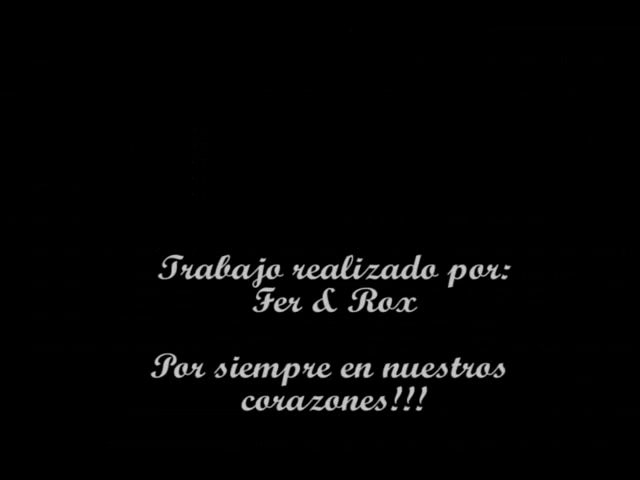 Trabajo realizado por:
Fer & Rox
Por siempre en nuestros
corazones!!!